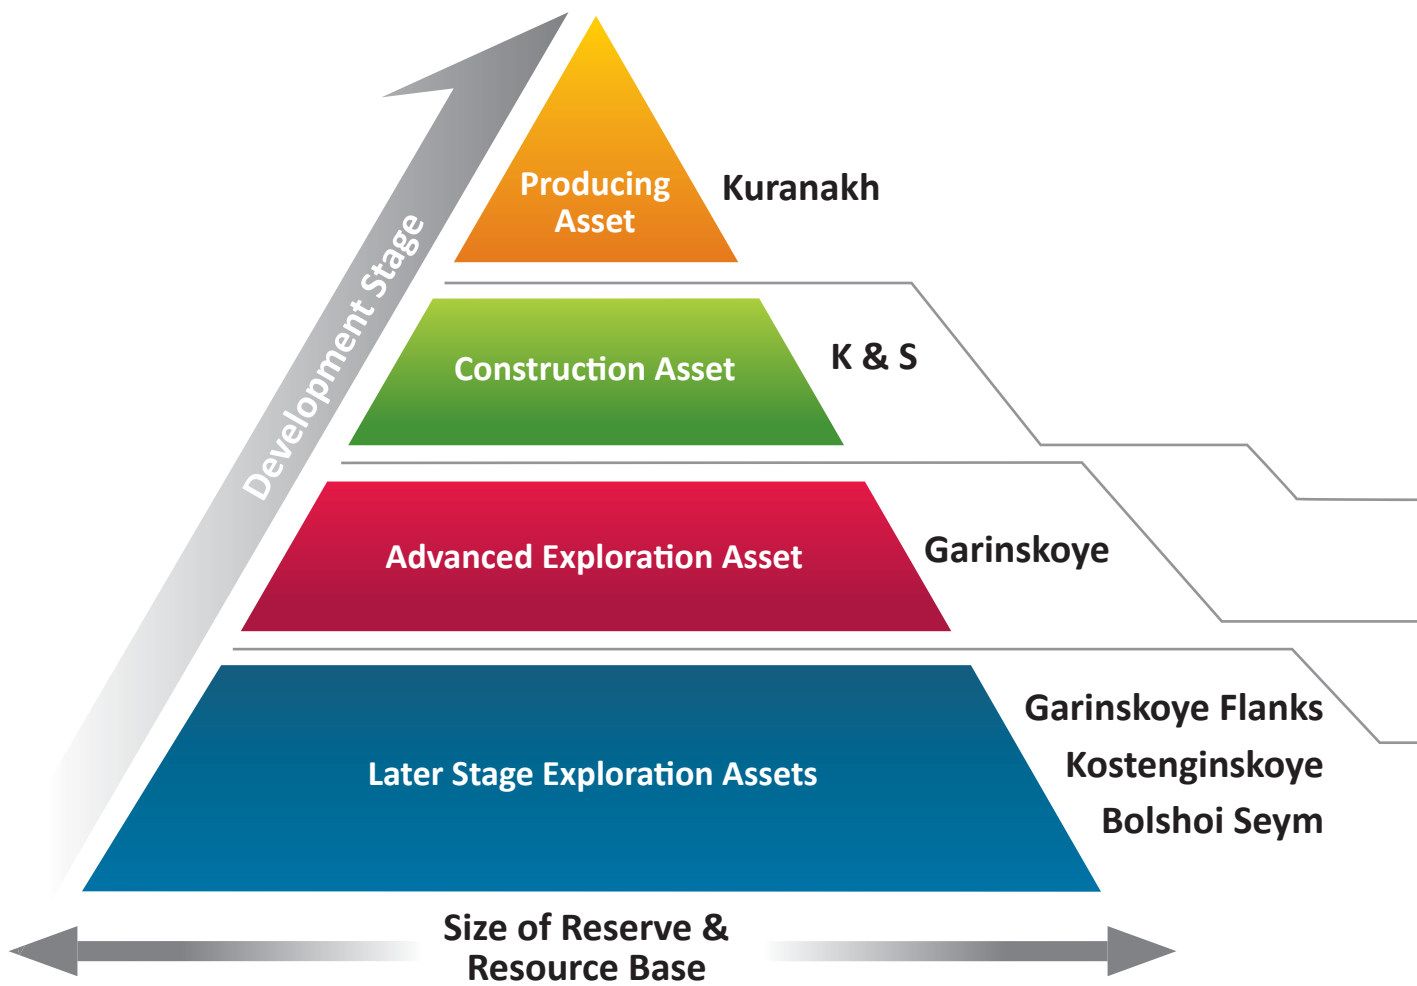 Producing
Asset
Kuranakh
Development Stage
Construction Asset
K & S
Advanced Exploration Asset
Garinskoye
Later Stage Exploration Assets
Garinskoye Flanks
Kostenginskoye
Bolshoi Seym
Size of Reserve &
Resource Base